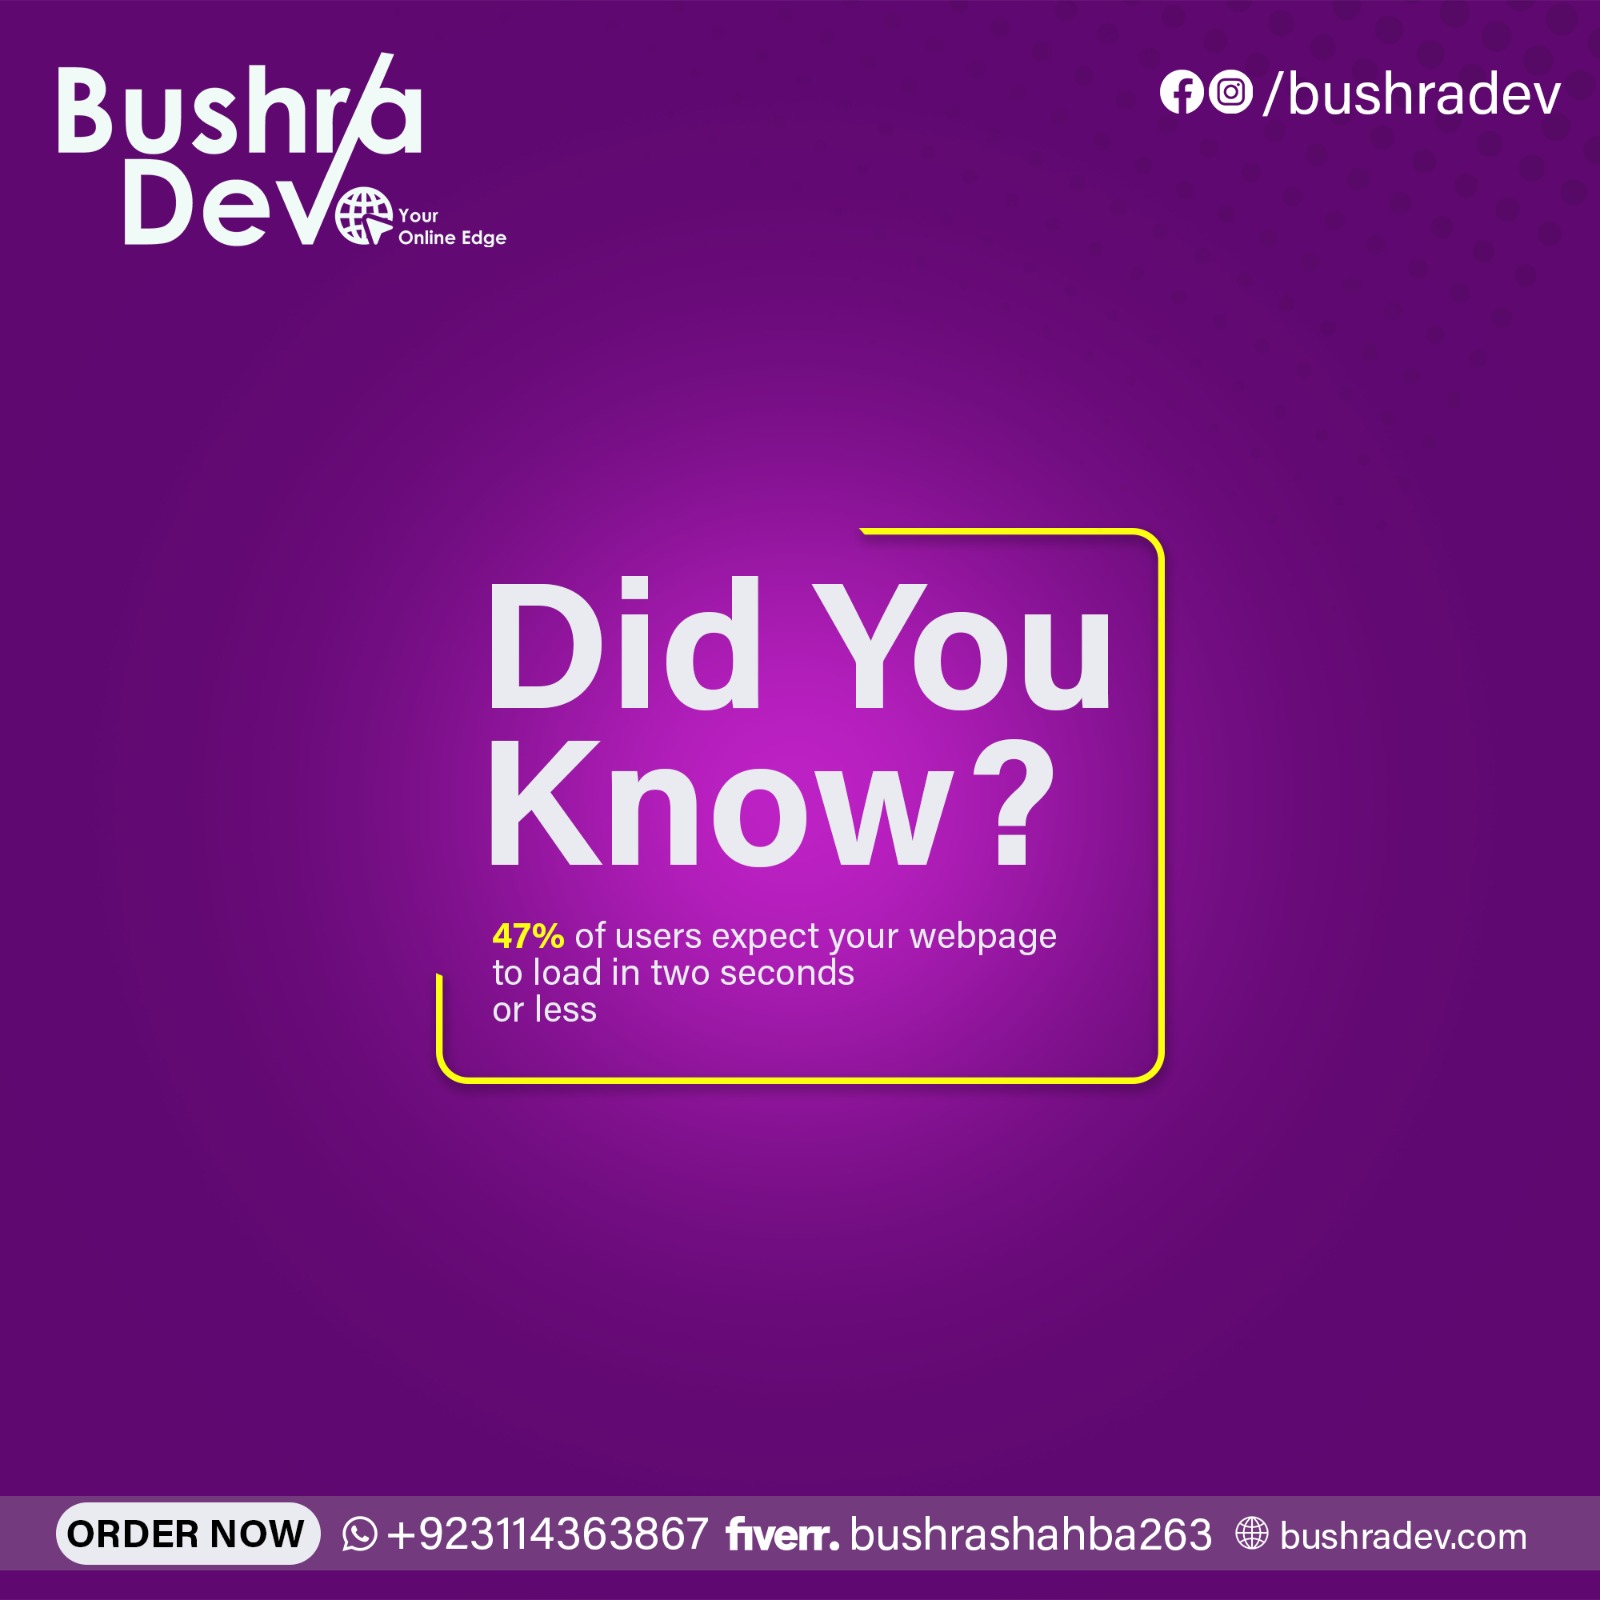 Bushra
Dev
Your
Online Edge
/bushradev
Did You
Know?
47% of users expect your webpage
to load in two seconds
or less
ORDER NOW +923114363867 fiverr. bushrashahba263 bushradev.com